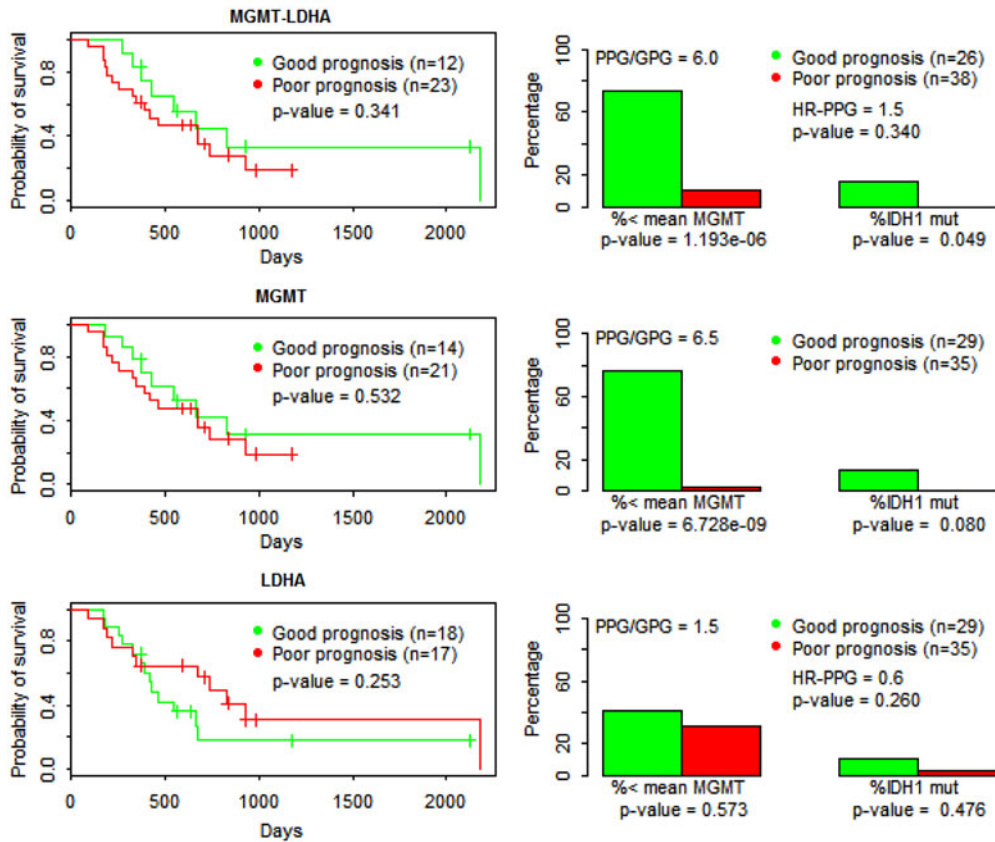 MGMT-LDHA
Probability of survival
0.0 0.4 0.8
Good prognosis (n=12)
Poor prognosis (n=23)
p-value = 0.341
0 500 1000 1500 2000
Days
Percentage
0 20 60 100
PPG/GPG = 6.0
Good prognosis (n=26)
Poor prognosis (n=38)
HR-PPG = 1.5
p-value = 0.340
%< mean MGMT
p-value = 1.193e-06
%IDH1 mut
p-value = 0.049
MGMT
Probability of survival
0.0 0.4 0.8
Good prognosis (n=14)
Poor prognosis (n=21)
p-value = 0.532
0 500 1000 1500 2000
Days
Percentage
0 20 60 100
PPG/GPG = 6.5
Good prognosis (n=29)
Poor prognosis (n=35)
%< mean MGMT
p-value = 6.728e-09
%IDH1 mut
p-value = 0.080
LDHA
Probability of survival
0.0 0.4 0.8
Good prognosis (n=18)
Poor prognosis (n=17)
p-value = 0.253
0 500 1000 1500 2000
Days
Percentage
0 20 60 100
PPG/GPG = 1.5
Good prognosis (n=29)
Poor prognosis (n=35)
HR-PPG = 0.6
p-value = 0.260
%< mean MGMT
p-value = 0.573
%IDH1 mut
p-value = 0.476